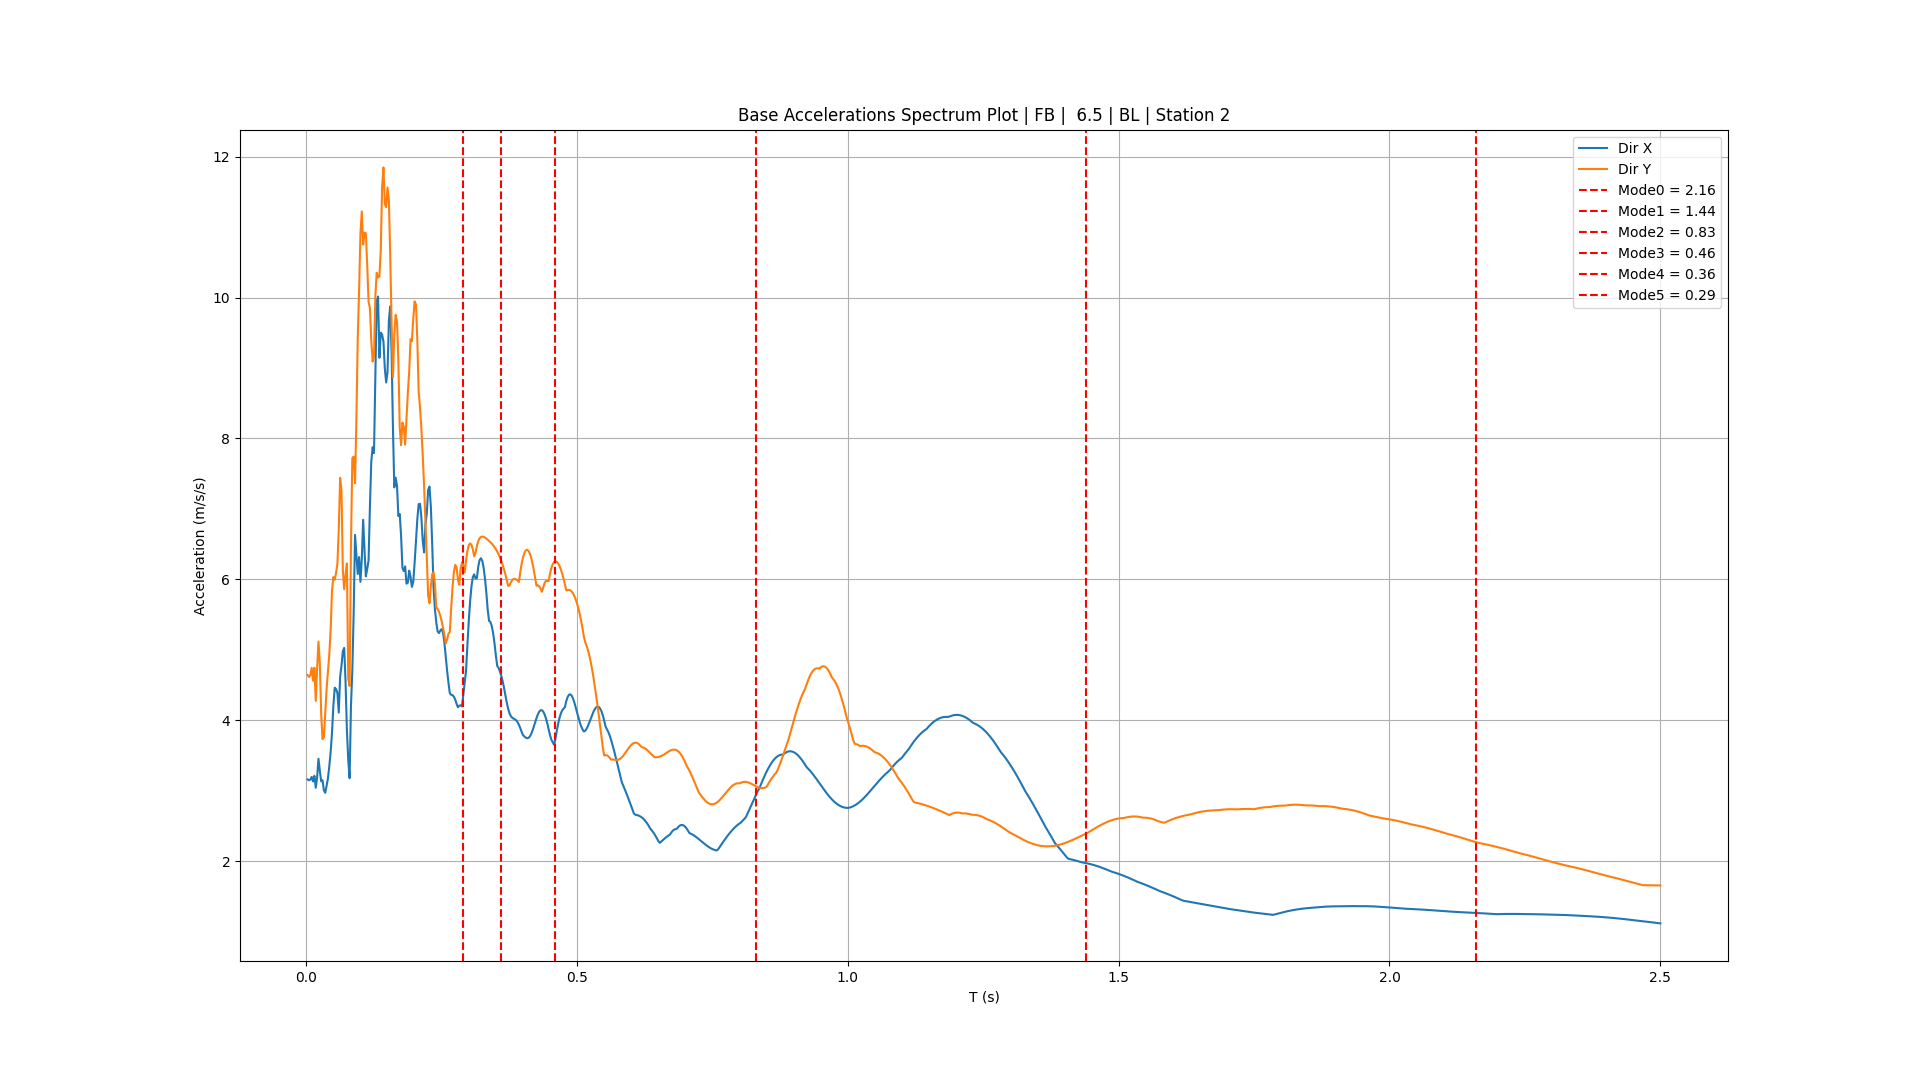 Base Accelerations Spectrum Plot | FB |  6.5 | BL | Station 2
Dir X
Dir Y
Mode0 = 2.16
Mode1 = 1.44
Mode2 = 0.83
Mode3 = 0.46
Mode4 = 0.36
Mode5 = 0.29
12
10
8
6
4
2
Acceleration (m/s/s)
0.0 0.5 1.0 1.5 2.0 2.5
T (s)